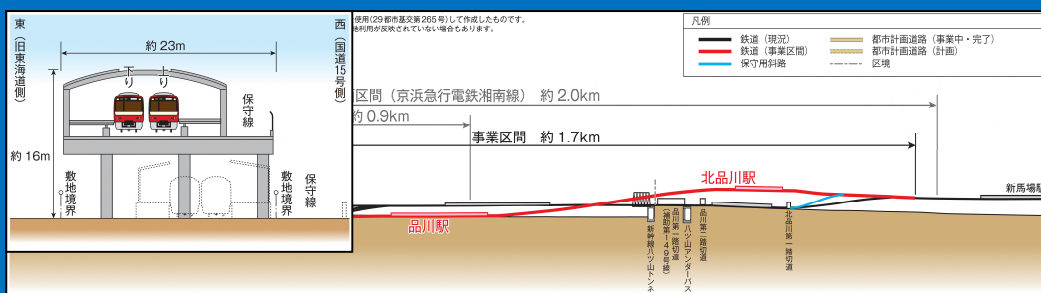 東（旧東海道側）
西（国道15号側）
約23m
下り
上り
保守線
約16m
敷地境界
敷地境界
保守線
使用（29都市基交第265号）して作成したものです。
地利用が反映されていない場合もあります。
凡例
鉄道（現況）
鉄道（事業区間）
保守用斜路
都市計画道路（事業中・完了）
都市計画道路（計画）
区境
区間（京浜急行電鉄湘南線） 約2.0km
約0.9km
事業区間 約1.7km
品川駅
北品川駅
新馬場駅
新幹線八ツ山トンネ
品川第一踏切道
（補助第149号線）
八ツ山アンダーパス
品川第二踏切道
北品川第一踏切道